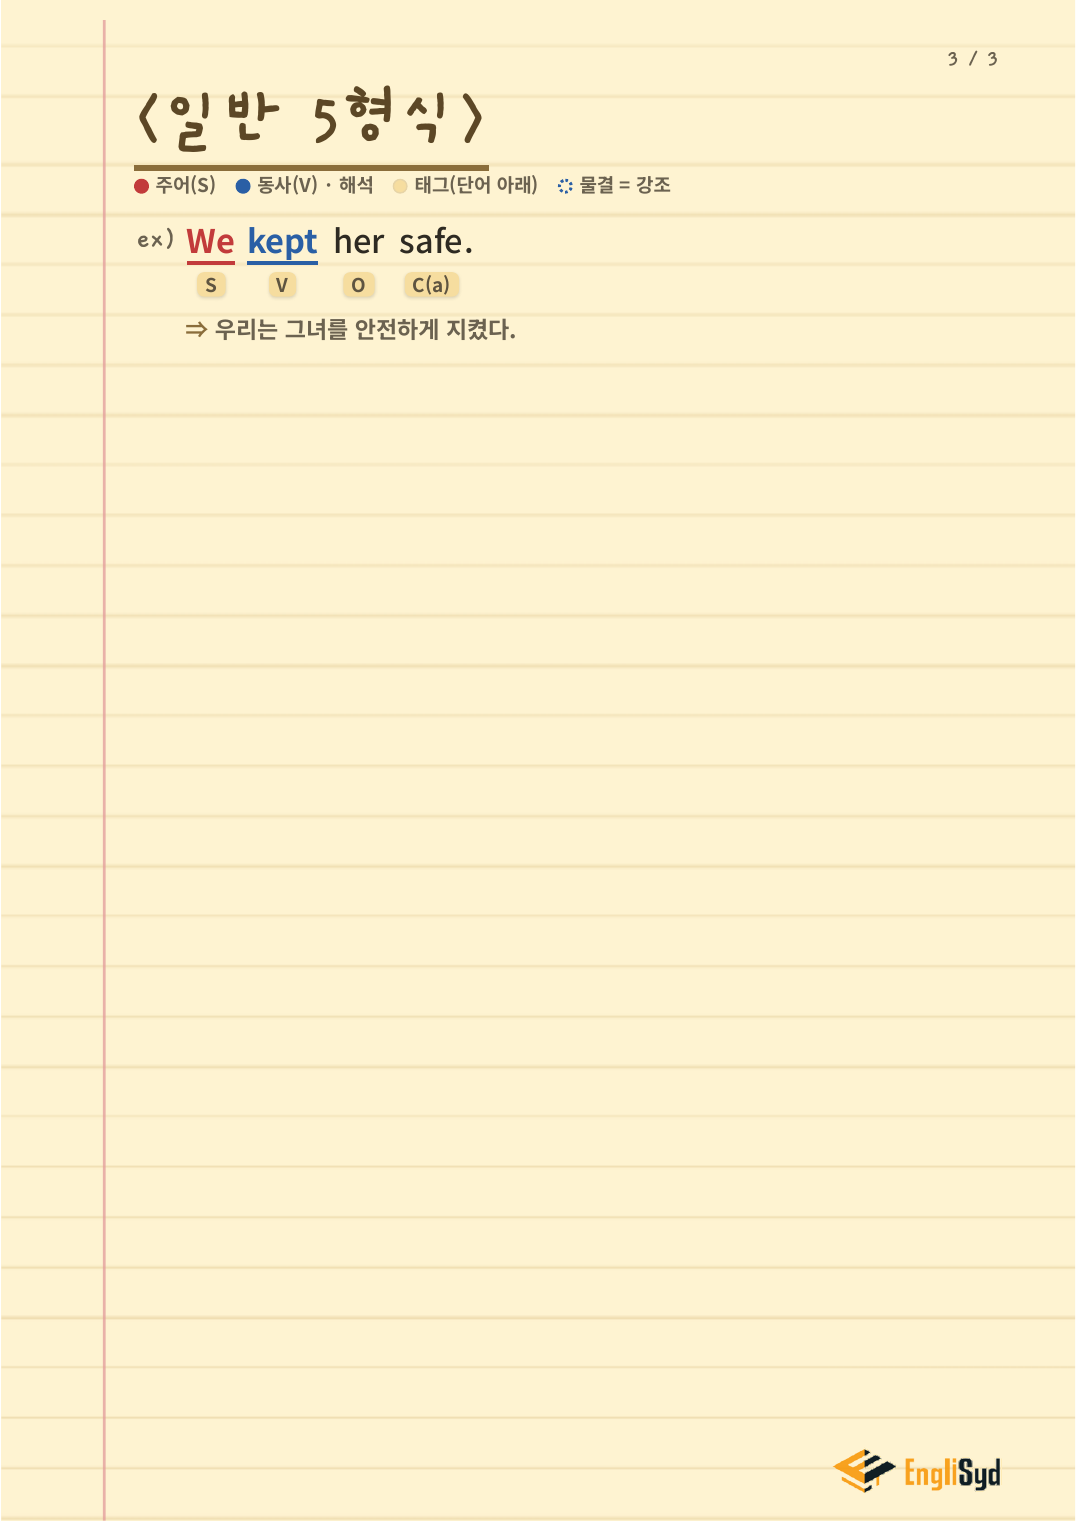 3 / 3
<일반 5형식>
주어(S) 동사(V) · 해석 태그(단어 아래) 물결 = 강조
ex) We kept her safe.
S V O C(a)
⇒ 우리는 그녀를 안전하게 지켰다.
EngliSyd